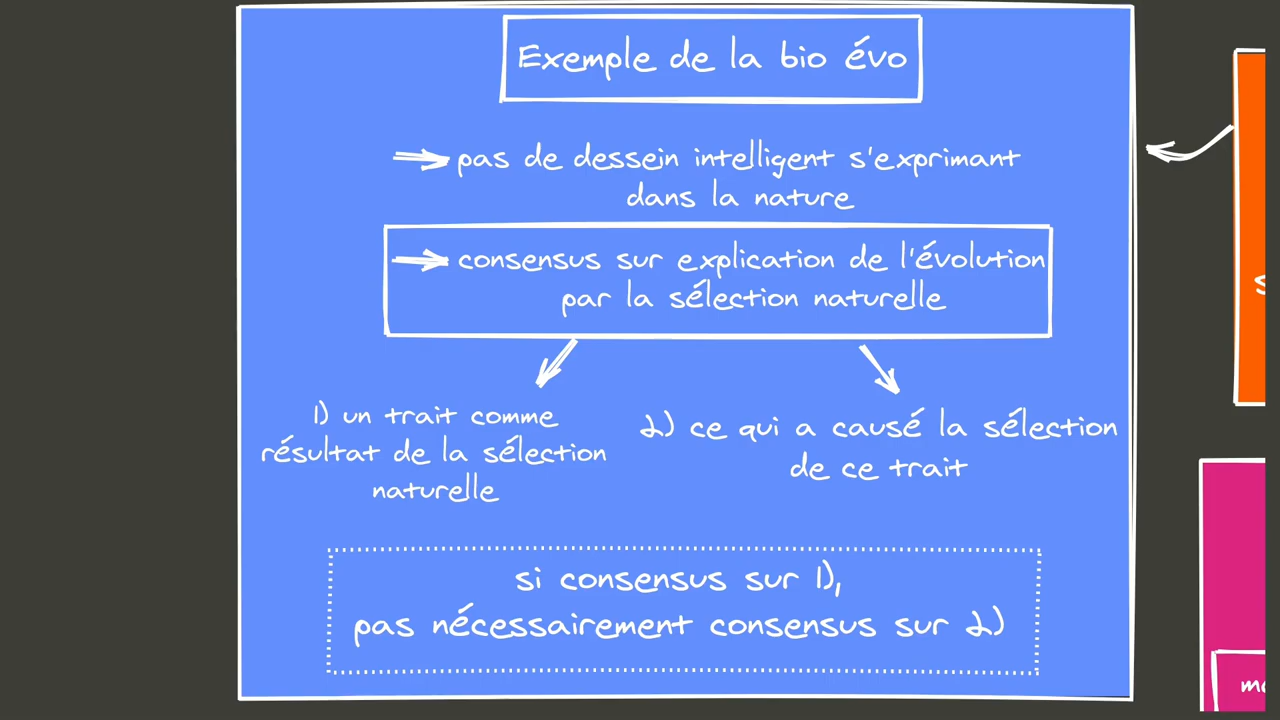 Exemple de la bio évo
pas de dessein intelligent s'exprimant
dans la nature
consensus sur explication de l'évolution
par la sélection naturelle
1) un trait comme
résultat de la sélection
naturelle
2) ce qui a causé la sélection
de ce trait
si consensus sur 1),
pas nécessairement consensus sur 2)